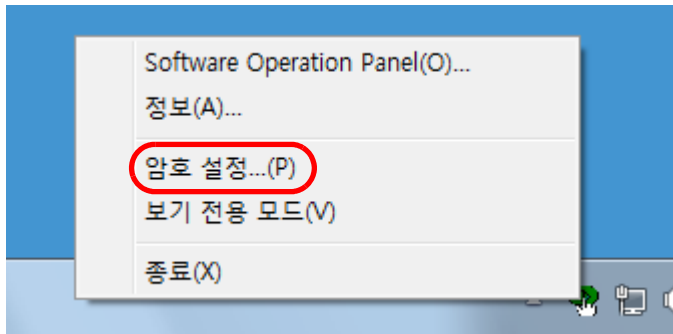 Software Operation Panel(O)...
정보(A)...
암호 설정...(P)
보기 전용 모드(V)
종료(X)